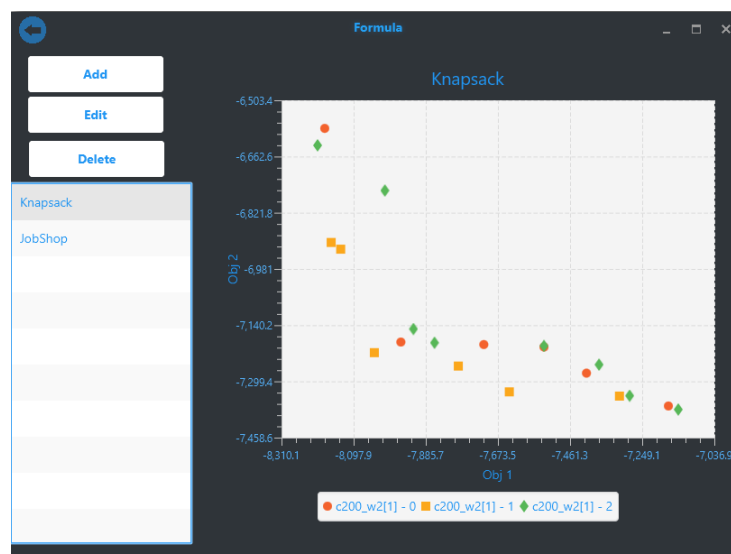 Formula
Add
Edit
Delete
Knapsack
JobShop
Knapsack
Obj 2
-6,503.4
-6,662.6
-6,821.8
-6,981
-7,140.2
-7,299.4
-7,458.6
-8,310.1 -8,097.9 -7,885.7 -7,673.5 -7,461.3 -7,249.1 -7,036.9
Obj 1
c200_w2[1] - 0 c200_w2[1] - 1 c200_w2[1] - 2